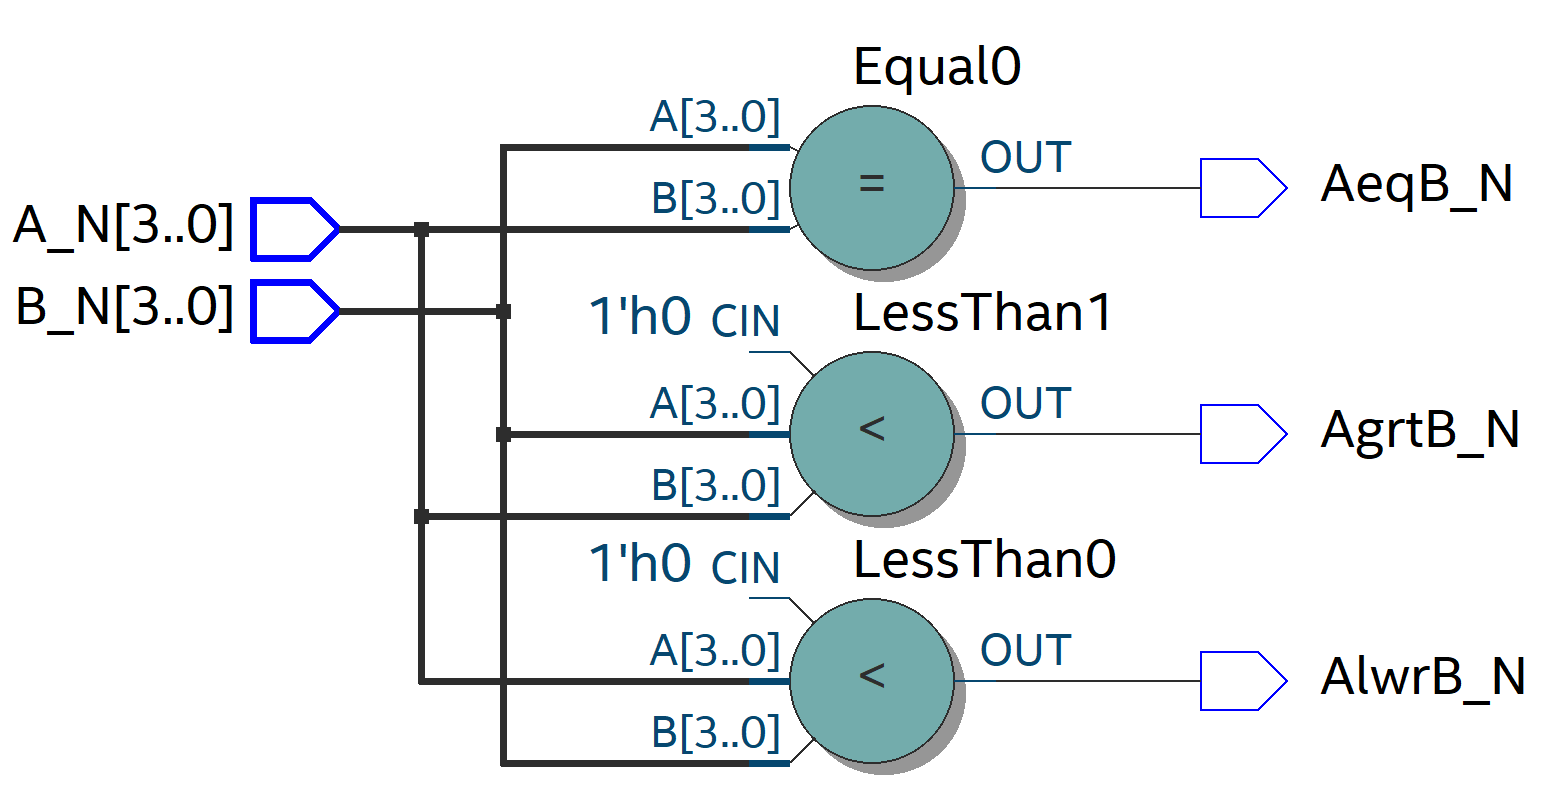 Equal0
A[3..0]
OUT
=
AeqB_N
B[3..0]
A_N[3..0]
B_N[3..0]
LessThan1
1'h0 CIN
A[3..0]
OUT
<
AgrtB_N
B[3..0]
LessThan0
1'h0 CIN
A[3..0]
OUT
<
AlwrB_N
B[3..0]